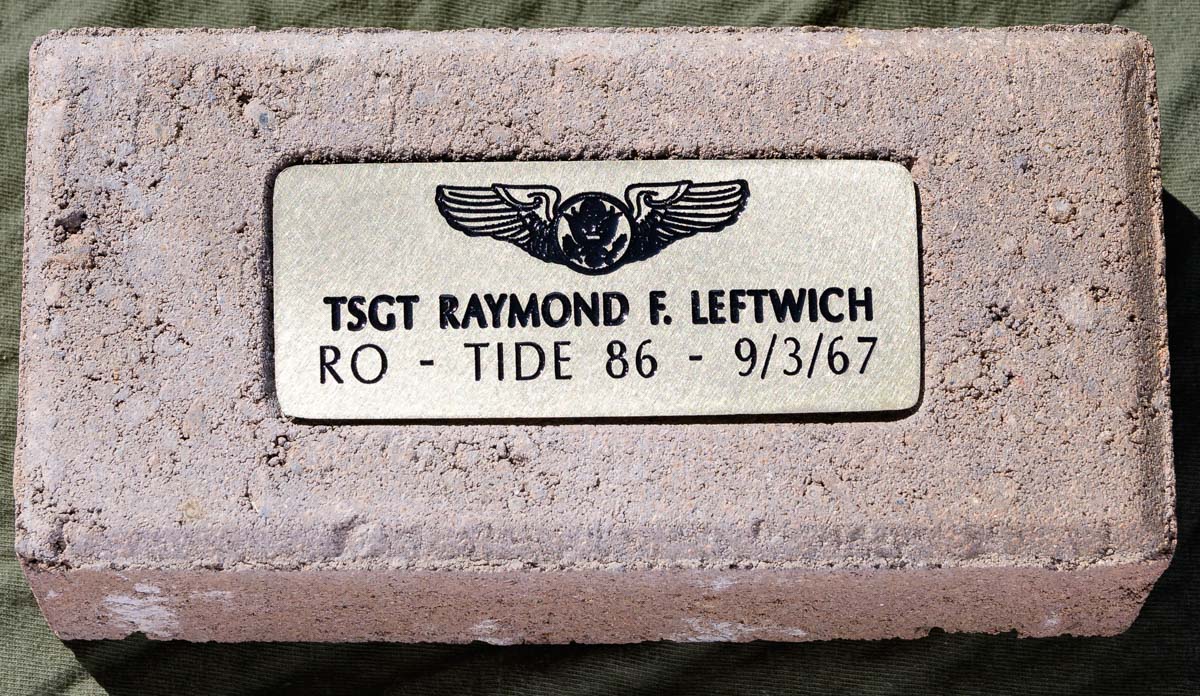 TSGT RAYMOND F. LEFTWICH
RO - TIDE 86 - 9/3/67